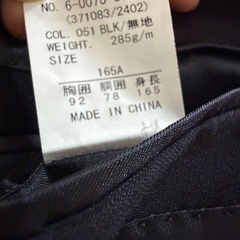 (371083/2402)
COL. 051 BLK/無地
WEIGHT. 285g/m
SIZE
165A
胸囲 胴囲 身長
92 78 165
MADE IN CHINA